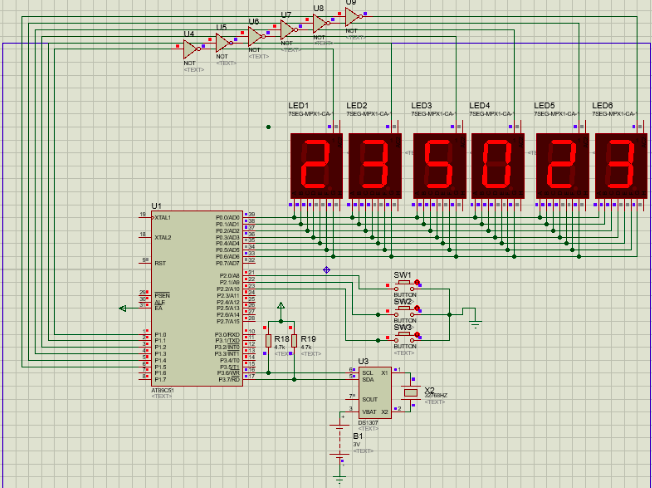 U9
U8
U7
U6
U5
U4
NOT
NOT
NOT
NOT
NOT
NOT
<TEXT>
<TEXT>
<TEXT>
<TEXT>
<TEXT>
LED1
LED2
LED3
LED4
LED5
LED6
7SEG-MPX1-CA
7SEG-MPX1-CA
7SEG-MPX1-CA
7SEG-MPX1-CA
7SEG-MPX1-CA
7SEG-MPX1-CA
2 3 5 0 2 3
U1
19 XTAL1
18 XTAL2
9 RST
29 PSEN
30 ALE
31 EA
1 P1.0
2 P1.1
3 P1.2
4 P1.3
5 P1.4
6 P1.5
7 P1.6
8 P1.7
P0.0/AD0 39
P0.1/AD1 38
P0.2/AD2 37
P0.3/AD3 36
P0.4/AD4 35
P0.5/AD5 34
P0.6/AD6 33
P0.7/AD7 32
P2.0/A8 21
P2.1/A9 22
P2.2/A10 23
P2.3/A11 24
P2.4/A12 25
P2.5/A13 26
P2.6/A14 27
P2.7/A15 28
P3.0/RXD 10
P3.1/TXD 11
P3.2/INT0 12
P3.3/INT1 13
P3.4/T0 14
P3.5/T1 15
P3.6/WR 16
P3.7/RD 17
AT89C51
<TEXT>
SW1
BUTTON
SW2
BUTTON
SW3
BUTTON
<TEXT>
R18
4.7k
<TEXT>
R19
4.7k
<TEXT>
U3
6 SCL X1 1
5 SDA
7 SOUT X2 2
3 VBAT
DS1307
<TEXT>
X2
<TEXT>
B1
3V
<TEXT>